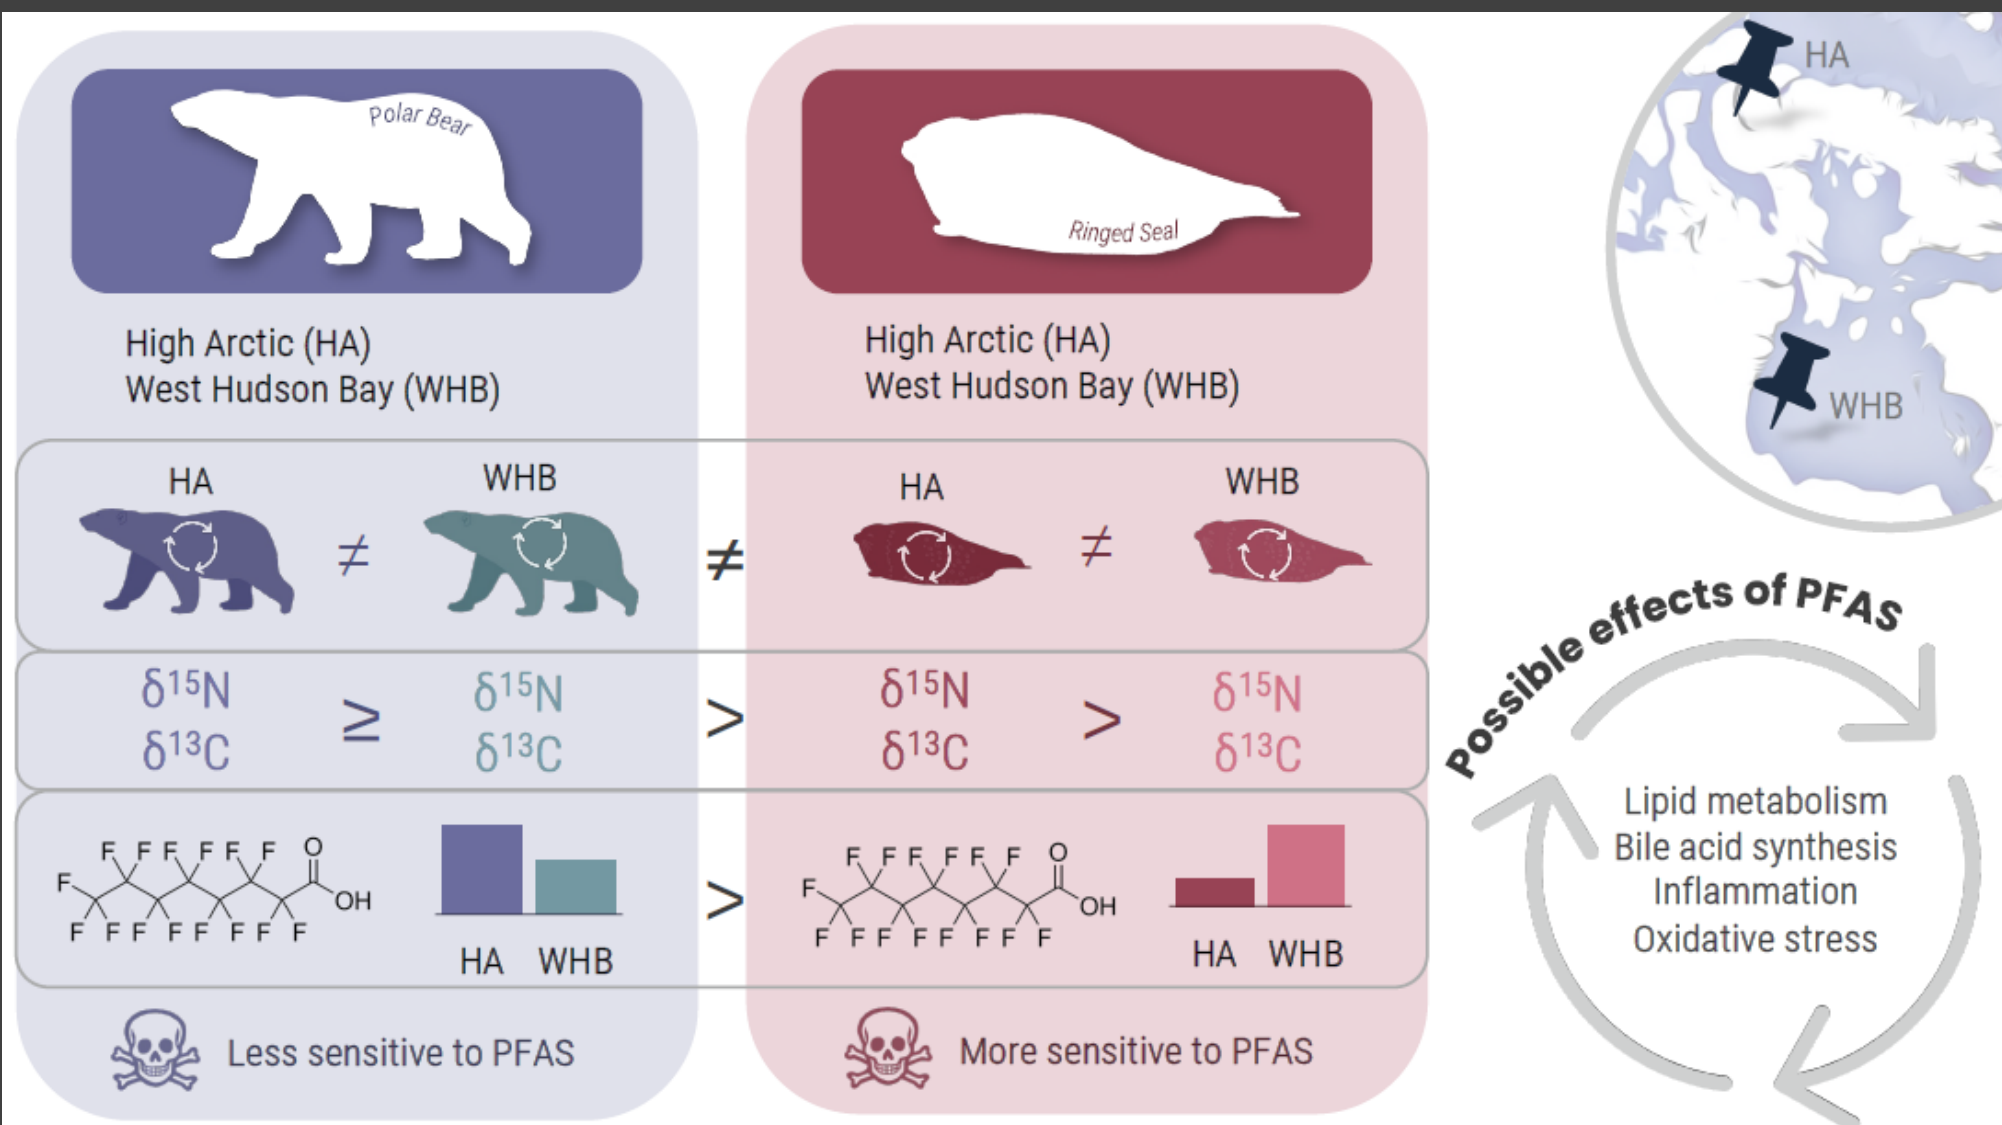 Polar Bear
High Arctic (HA)
West Hudson Bay (WHB)
Ringed Seal
High Arctic (HA)
West Hudson Bay (WHB)
HA
WHB
HA ≠ WHB ≠ HA ≠ WHB
δ¹⁵N ≥ δ¹⁵N > δ¹⁵N > δ¹⁵N
δ¹³C δ¹³C δ¹³C δ¹³C
F F F F F F O
F OH
F F F F F F F F
HA WHB
>
F F F F F F O
F OH
F F F F F F F F
HA WHB
Less sensitive to PFAS
More sensitive to PFAS
Possible effects of PFAS
Lipid metabolism
Bile acid synthesis
Inflammation
Oxidative stress